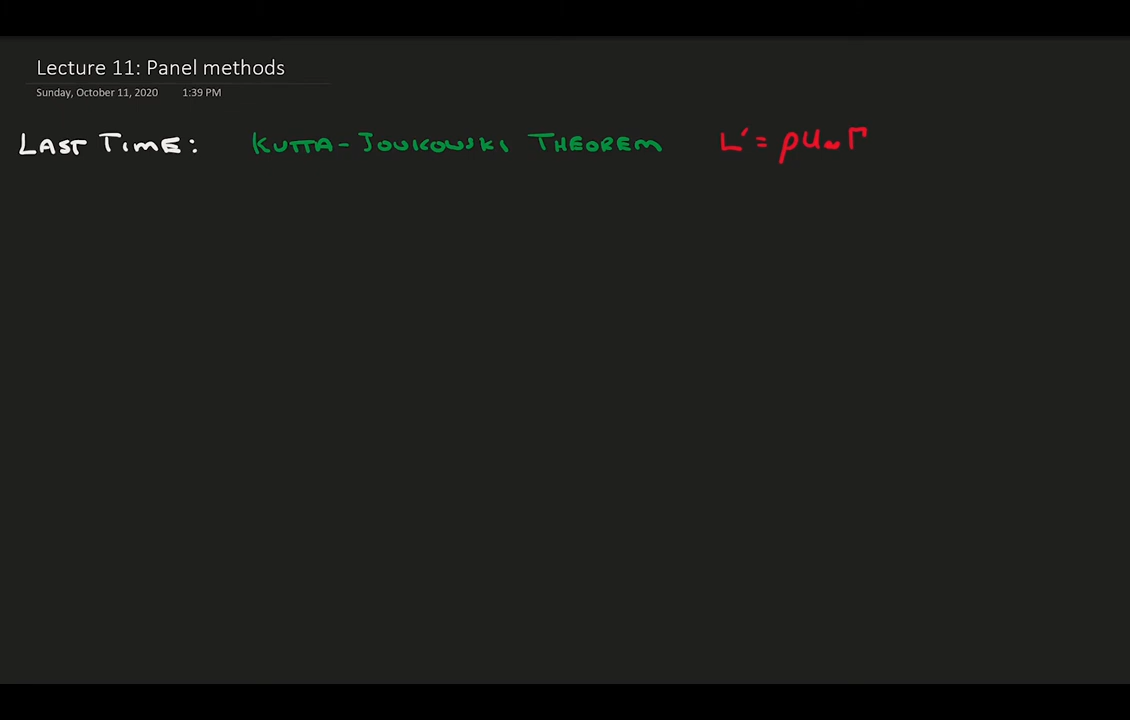 Lecture 11: Panel methods
Sunday, October 11, 2020 1:39 PM
LAST TIME: KUTTA-JOUKOWSKI THEOREM L' = ρU∞Γ